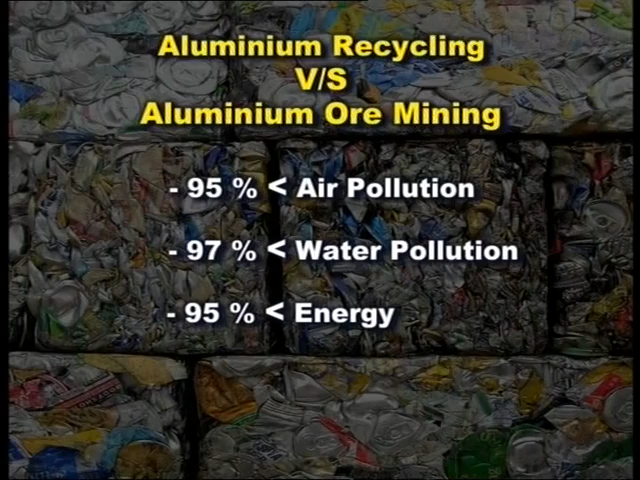 Aluminium Recycling
V/S
Aluminium Ore Mining
- 95 % < Air Pollution
- 97 % < Water Pollution
- 95 % < Energy